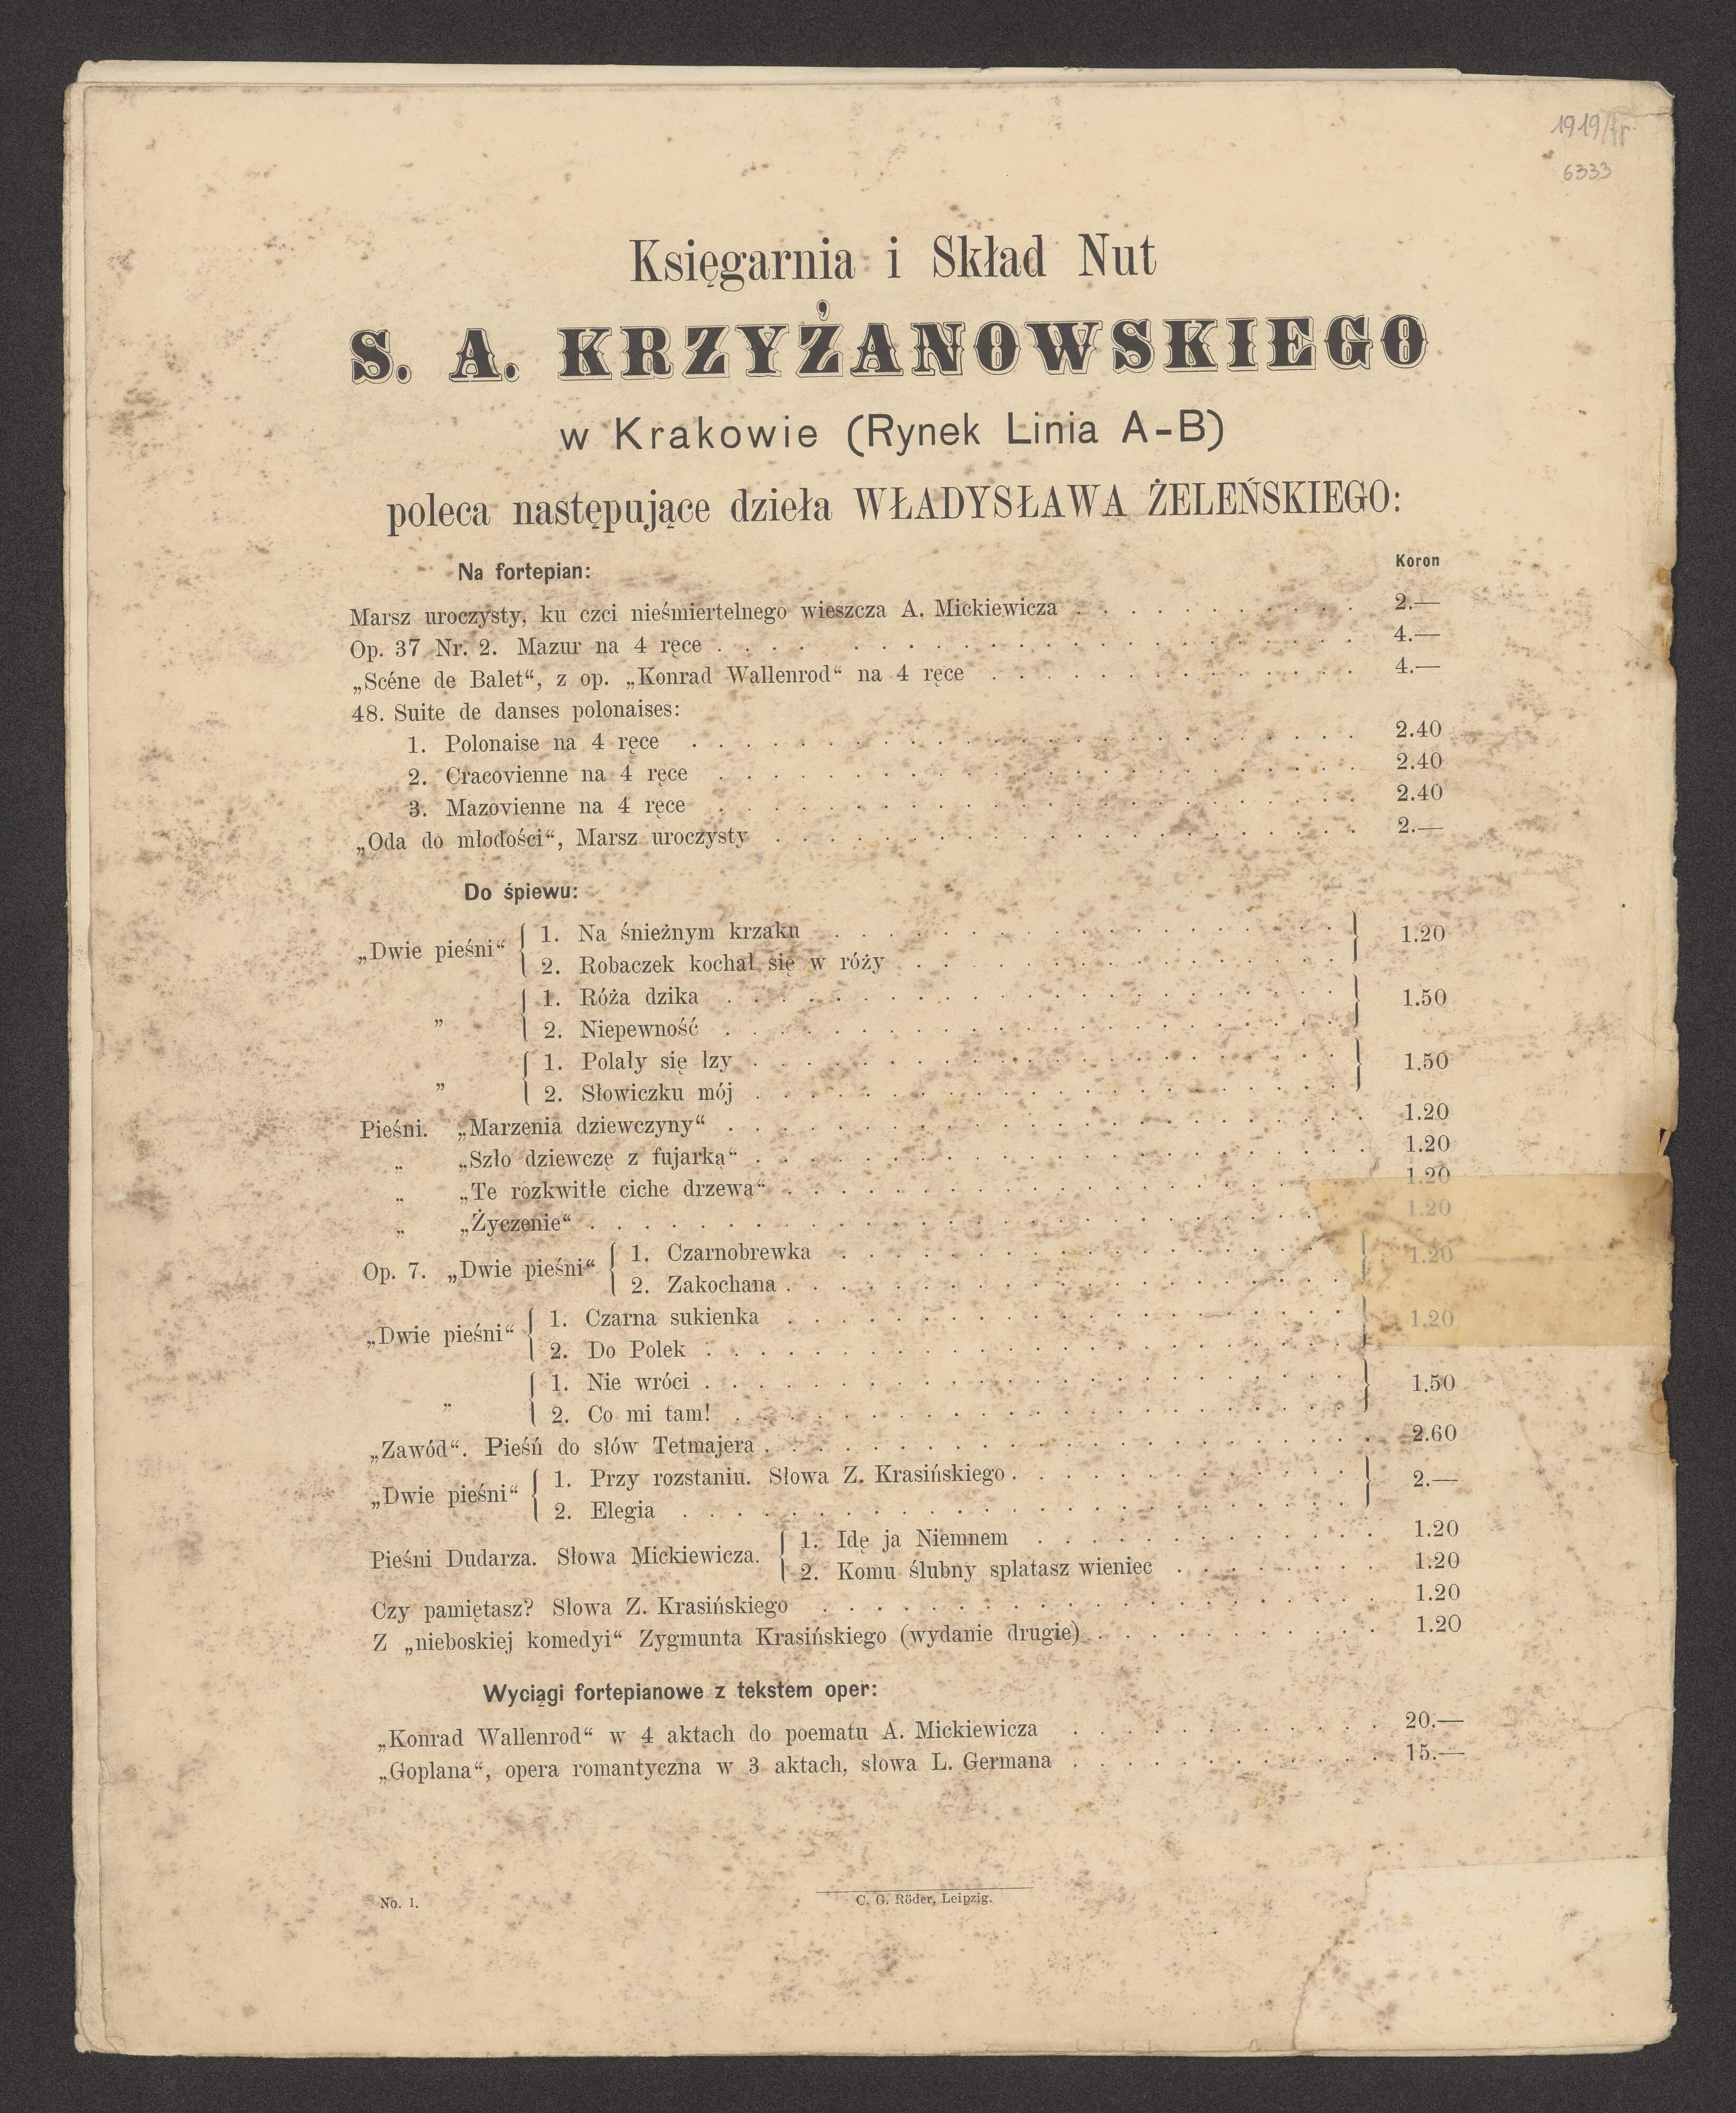 1919/fr.
6333
Księgarnia i Skład Nut
S. A. KRZYŻANOWSKIEGO
w Krakowie (Rynek Linia A-B)
poleca następujące dzieła WŁADYSŁAWA ŻELEŃSKIEGO:
Na fortepian: Koron
Marsz uroczysty, ku czci nieśmiertelnego wieszcza A. Mickiewicza . . . . . . . . . . . 2.—
Op. 37 Nr. 2. Mazur na 4 ręce . . . . . . . . . . . . 4.—
„Scéne de Balet“, z op. „Konrad Wallenrod“ na 4 ręce . . . . . . . . . . . . 4.—
48. Suite de danses polonaises:
1. Polonaise na 4 ręce . . . . . . . . . . . . 2.40
2. Cracovienne na 4 ręce . . . . . . . . . . . . 2.40
3. Mazovienne na 4 ręce . . . . . . . . . . . . 2.40
„Oda do młodości“, Marsz uroczysty . . . . . . . . . . . . 2.—
Do śpiewu:
„Dwie pieśni“ { 1. Na śnieżnym krzaku . . . . . . . . . . . . } 1.20
2. Robaczek kochał się w róży . . . . . . . . . . . .
„ { 1. Róża dzika . . . . . . . . . . . . } 1.50
2. Niepewność . . . . . . . . . . . .
„ { 1. Polały się łzy . . . . . . . . . . . . } 1.50
2. Słowiczku mój . . . . . . . . . . . .
Pieśni. „Marzenia dziewczyny“ . . . . . . . . . . . . 1.20
„ „Szło dziewczę z fujarką“ . . . . . . . . . . . . 1.20
„ „Te rozkwitłe ciche drzewa“ . . . . . . . . . . . . 1.20
„ „Życzenie“ . . . . . . . . . . . . 1.20
Op. 7. „Dwie pieśni“ { 1. Czarnobrewka . . . . . . . . . . . . } 1.20
2. Zakochana . . . . . . . . . . . .
„Dwie pieśni“ { 1. Czarna sukienka . . . . . . . . . . . . } 1.20
2. Do Polek . . . . . . . . . . . .
„ { 1. Nie wróci . . . . . . . . . . . . } 1.50
2. Co mi tam! . . . . . . . . . . . .
„Zawód“. Pieśń do słów Tetmajera . . . . . . . . . . . . 2.60
„Dwie pieśni“ { 1. Przy rozstaniu. Słowa Z. Krasińskiego . . . . . . . . . . . . } 2.—
2. Elegia . . . . . . . . . . . .
Pieśni Dudarza. Słowa Mickiewicza. { 1. Idę ja Niemnem . . . . . . . . . . . . 1.20
2. Komu ślubny splatasz wieniec . . . . . . . . 1.20
Czy pamiętasz? Słowa Z. Krasińskiego . . . . . . . . . . . . 1.20
Z „nieboskiej komedyi“ Zygmunta Krasińskiego (wydanie drugie) . . . . . . . . . . . 1.20
Wyciągi fortepianowe z tekstem oper:
„Konrad Wallenrod“ w 4 aktach do poematu A. Mickiewicza . . . . . . . . . . . . 20.—
„Goplana“, opera romantyczna w 3 aktach, słowa L. Germana . . . . . . . . . . . . 15.—
No. 1.
C. G. Röder, Leipzig.